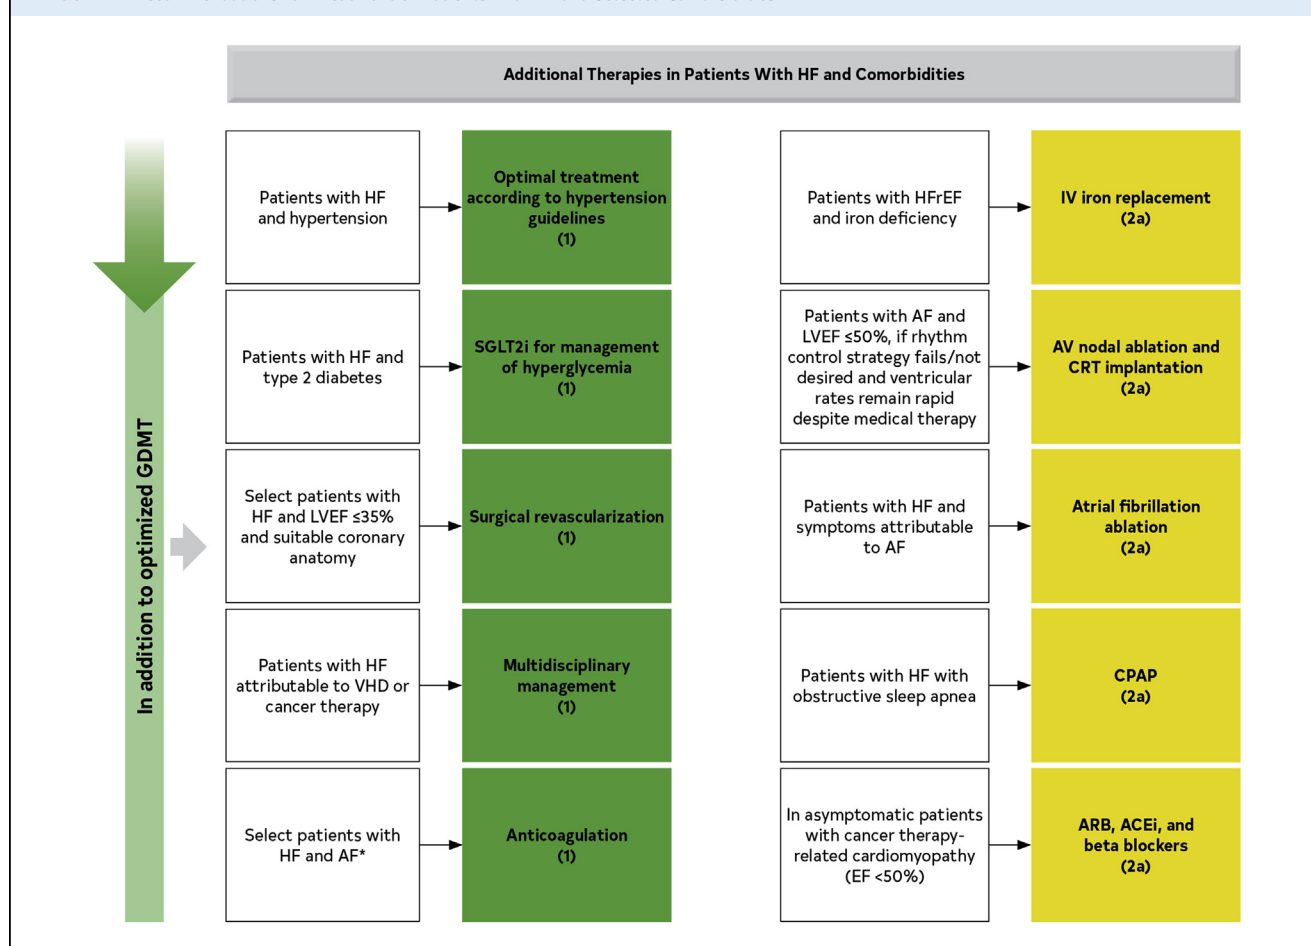 Additional Therapies in Patients With HF and Comorbidities
In addition to optimized GDMT
Patients with HF
and hypertension
Optimal treatment
according to hypertension
guidelines
(1)
Patients with HF and
type 2 diabetes
SGLT2i for management
of hyperglycemia
(1)
Select patients with
HF and LVEF ≤35%
and suitable coronary
anatomy
Surgical revascularization
(1)
Patients with HF
attributable to VHD or
cancer therapy
Multidisciplinary
management
(1)
Select patients with
HF and AF*
Anticoagulation
(1)
Patients with HFrEF
and iron deficiency
IV iron replacement
(2a)
Patients with AF and
LVEF ≤50%, if rhythm
control strategy fails/not
desired and ventricular
rates remain rapid
despite medical therapy
AV nodal ablation and
CRT implantation
(2a)
Patients with HF and
symptoms attributable
to AF
Atrial fibrillation
ablation
(2a)
Patients with HF with
obstructive sleep apnea
CPAP
(2a)
In asymptomatic patients
with cancer therapy-
related cardiomyopathy
(EF <50%)
ARB, ACEi, and
beta blockers
(2a)